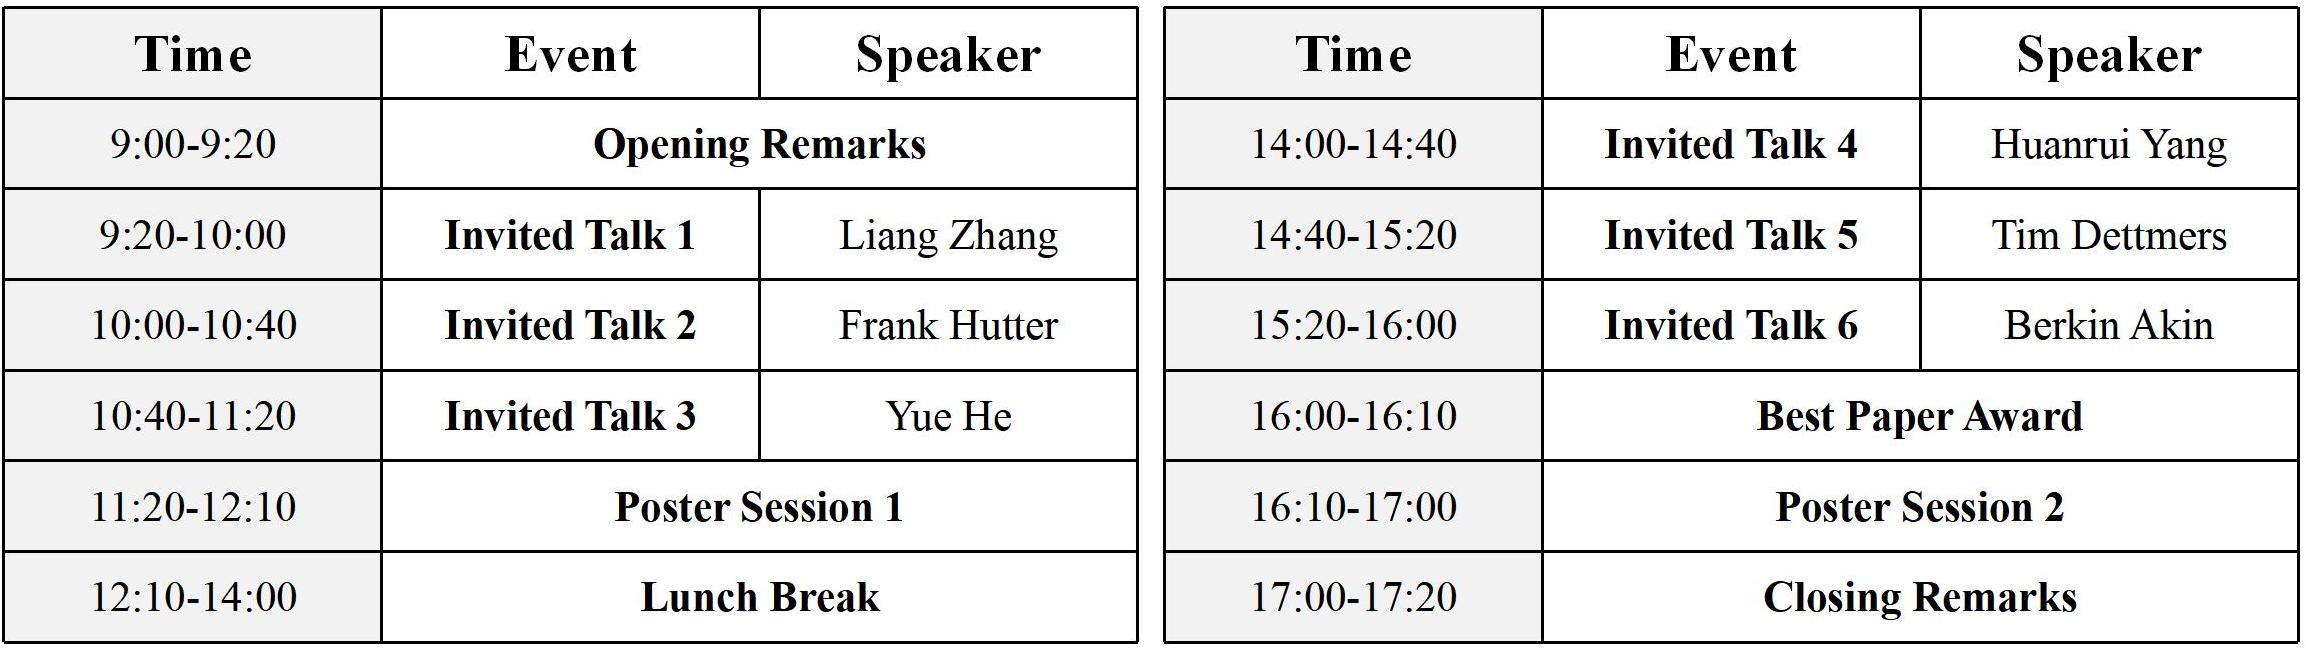 Time Event Speaker
9:00-9:20 Opening Remarks
9:20-10:00 Invited Talk 1 Liang Zhang
10:00-10:40 Invited Talk 2 Frank Hutter
10:40-11:20 Invited Talk 3 Yue He
11:20-12:10 Poster Session 1
12:10-14:00 Lunch Break
Time Event Speaker
14:00-14:40 Invited Talk 4 Huanrui Yang
14:40-15:20 Invited Talk 5 Tim Dettmers
15:20-16:00 Invited Talk 6 Berkin Akin
16:00-16:10 Best Paper Award
16:10-17:00 Poster Session 2
17:00-17:20 Closing Remarks